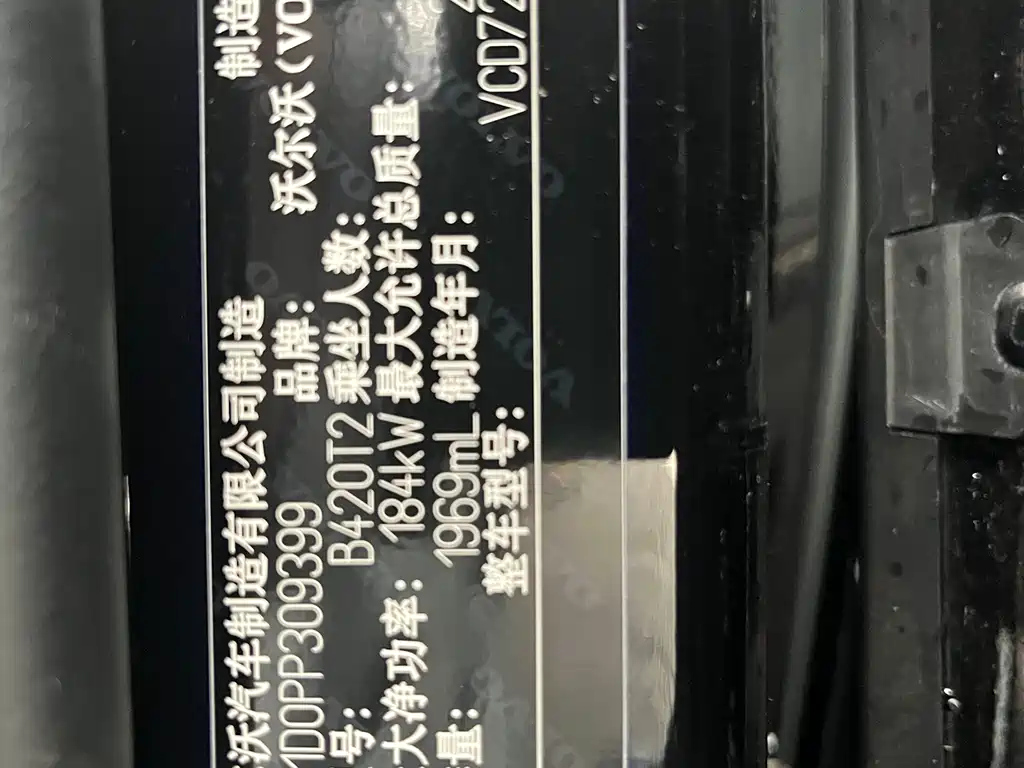 沃汽车制造有限公司制造 制造
1D0PP309399 品牌: 沃尔沃(VO
号: B420T2 乘坐人数:
大净功率: 184kW 最大允许总质量:
量: 1969mL 制造年月:
整车型号: VCD72
VOLVO